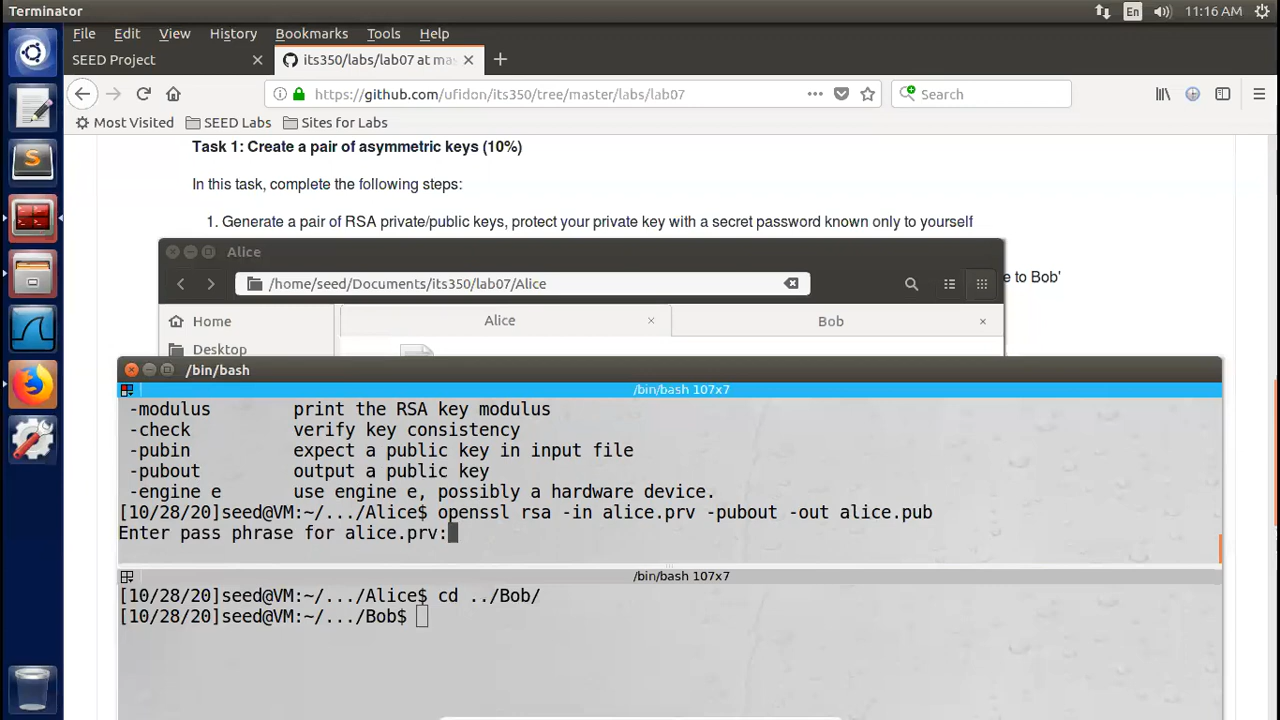 Terminator
En
11:16 AM
File Edit View History Bookmarks Tools Help
SEED Project
its350/labs/lab07 at mas
https://github.com/ufidon/its350/tree/master/labs/lab07
Search
Most Visited
SEED Labs
Sites for Labs
Task 1: Create a pair of asymmetric keys (10%)
In this task, complete the following steps:
1. Generate a pair of RSA private/public keys, protect your private key with a secret password known only to yourself
e to Bob'
Alice
/home/seed/Documents/its350/lab07/Alice
Home
Alice
Bob
Desktop
/bin/bash
/bin/bash 107x7
-modulus print the RSA key modulus
-check verify key consistency
-pubin expect a public key in input file
-pubout output a public key
-engine e use engine e, possibly a hardware device.
[10/28/20]seed@VM:~/.../Alice$ openssl rsa -in alice.prv -pubout -out alice.pub
Enter pass phrase for alice.prv:
/bin/bash 107x7
[10/28/20]seed@VM:~/.../Alice$ cd ../Bob/
[10/28/20]seed@VM:~/.../Bob$